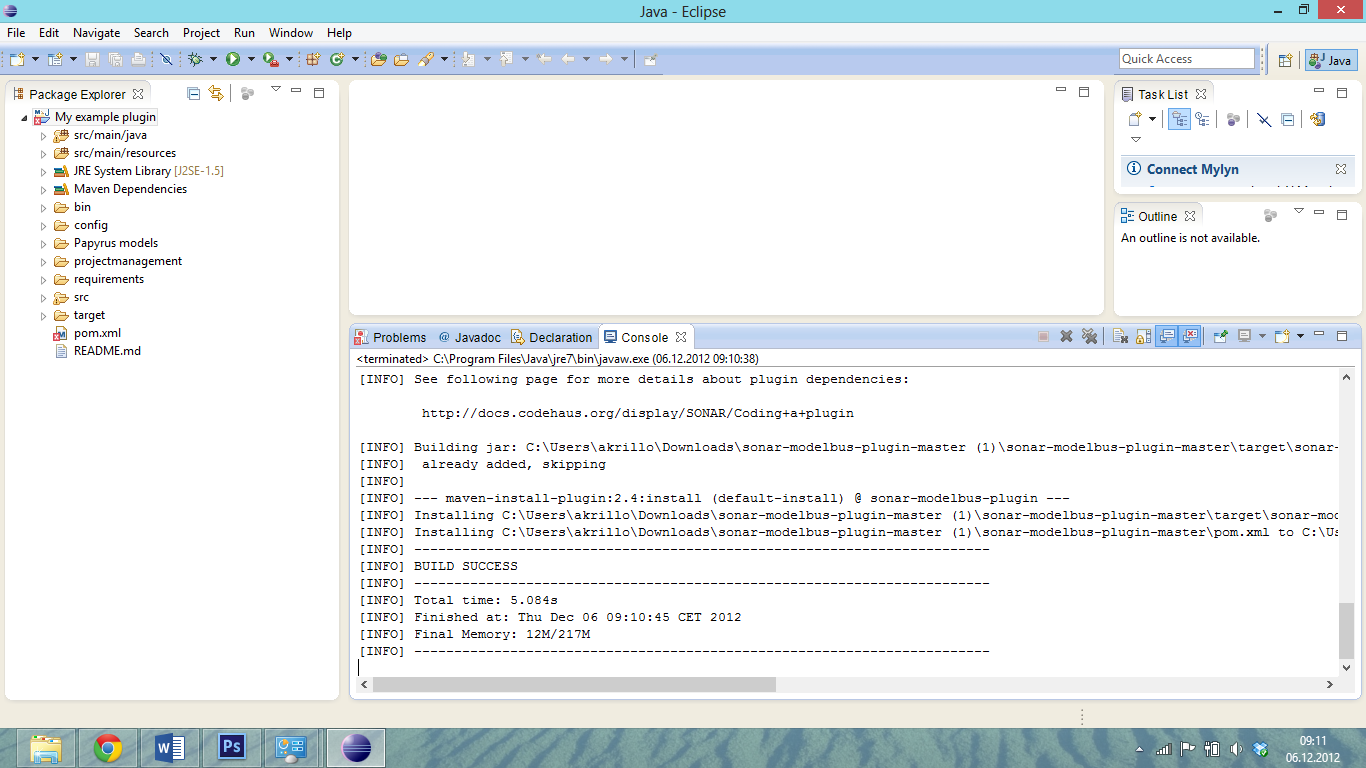 Java - Eclipse
File Edit Navigate Search Project Run Window Help
Quick Access
Java
Package Explorer
My example plugin
src/main/java
src/main/resources
JRE System Library [J2SE-1.5]
Maven Dependencies
bin
config
Papyrus models
projectmanagement
requirements
src
target
pom.xml
README.md
Task List
Connect Mylyn
Outline
An outline is not available.
Problems @ Javadoc Declaration Console
<terminated> C:\Program Files\Java\jre7\bin\javaw.exe (06.12.2012 09:10:38)
[INFO] See following page for more details about plugin dependencies:
http://docs.codehaus.org/display/SONAR/Coding+a+plugin
[INFO] Building jar: C:\Users\akrillo\Downloads\sonar-modelbus-plugin-master (1)\sonar-modelbus-plugin-master\target\sonar-
[INFO]  already added, skipping
[INFO]
[INFO] --- maven-install-plugin:2.4:install (default-install) @ sonar-modelbus-plugin ---
[INFO] Installing C:\Users\akrillo\Downloads\sonar-modelbus-plugin-master (1)\sonar-modelbus-plugin-master\target\sonar-mod
[INFO] Installing C:\Users\akrillo\Downloads\sonar-modelbus-plugin-master (1)\sonar-modelbus-plugin-master\pom.xml to C:\Us
[INFO] ------------------------------------------------------------------------
[INFO] BUILD SUCCESS
[INFO] ------------------------------------------------------------------------
[INFO] Total time: 5.084s
[INFO] Finished at: Thu Dec 06 09:10:45 CET 2012
[INFO] Final Memory: 12M/217M
[INFO] ------------------------------------------------------------------------
Ps
09:11
06.12.2012